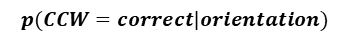 p(CCW = correct|orientation)